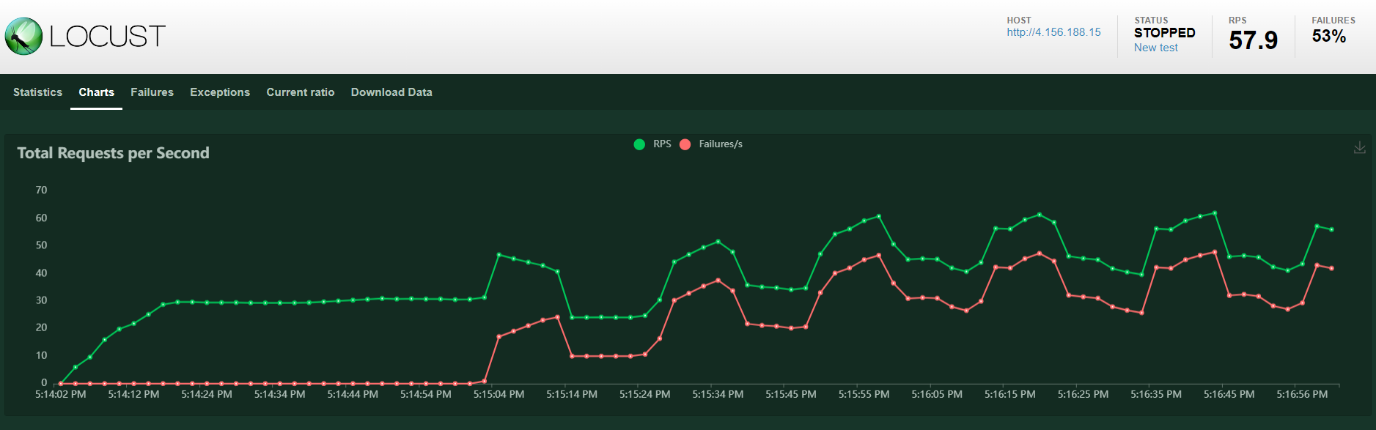 LOCUST
HOST
http://4.156.188.15
STATUS
STOPPED
New test
RPS
57.9
FAILURES
53%
Statistics Charts Failures Exceptions Current ratio Download Data
Total Requests per Second
RPS Failures/s
70
60
50
40
30
20
10
0
5:14:02 PM 5:14:12 PM 5:14:24 PM 5:14:34 PM 5:14:44 PM 5:14:54 PM 5:15:04 PM 5:15:14 PM 5:15:24 PM 5:15:34 PM 5:15:45 PM 5:15:55 PM 5:16:05 PM 5:16:15 PM 5:16:25 PM 5:16:35 PM 5:16:45 PM 5:16:56 PM